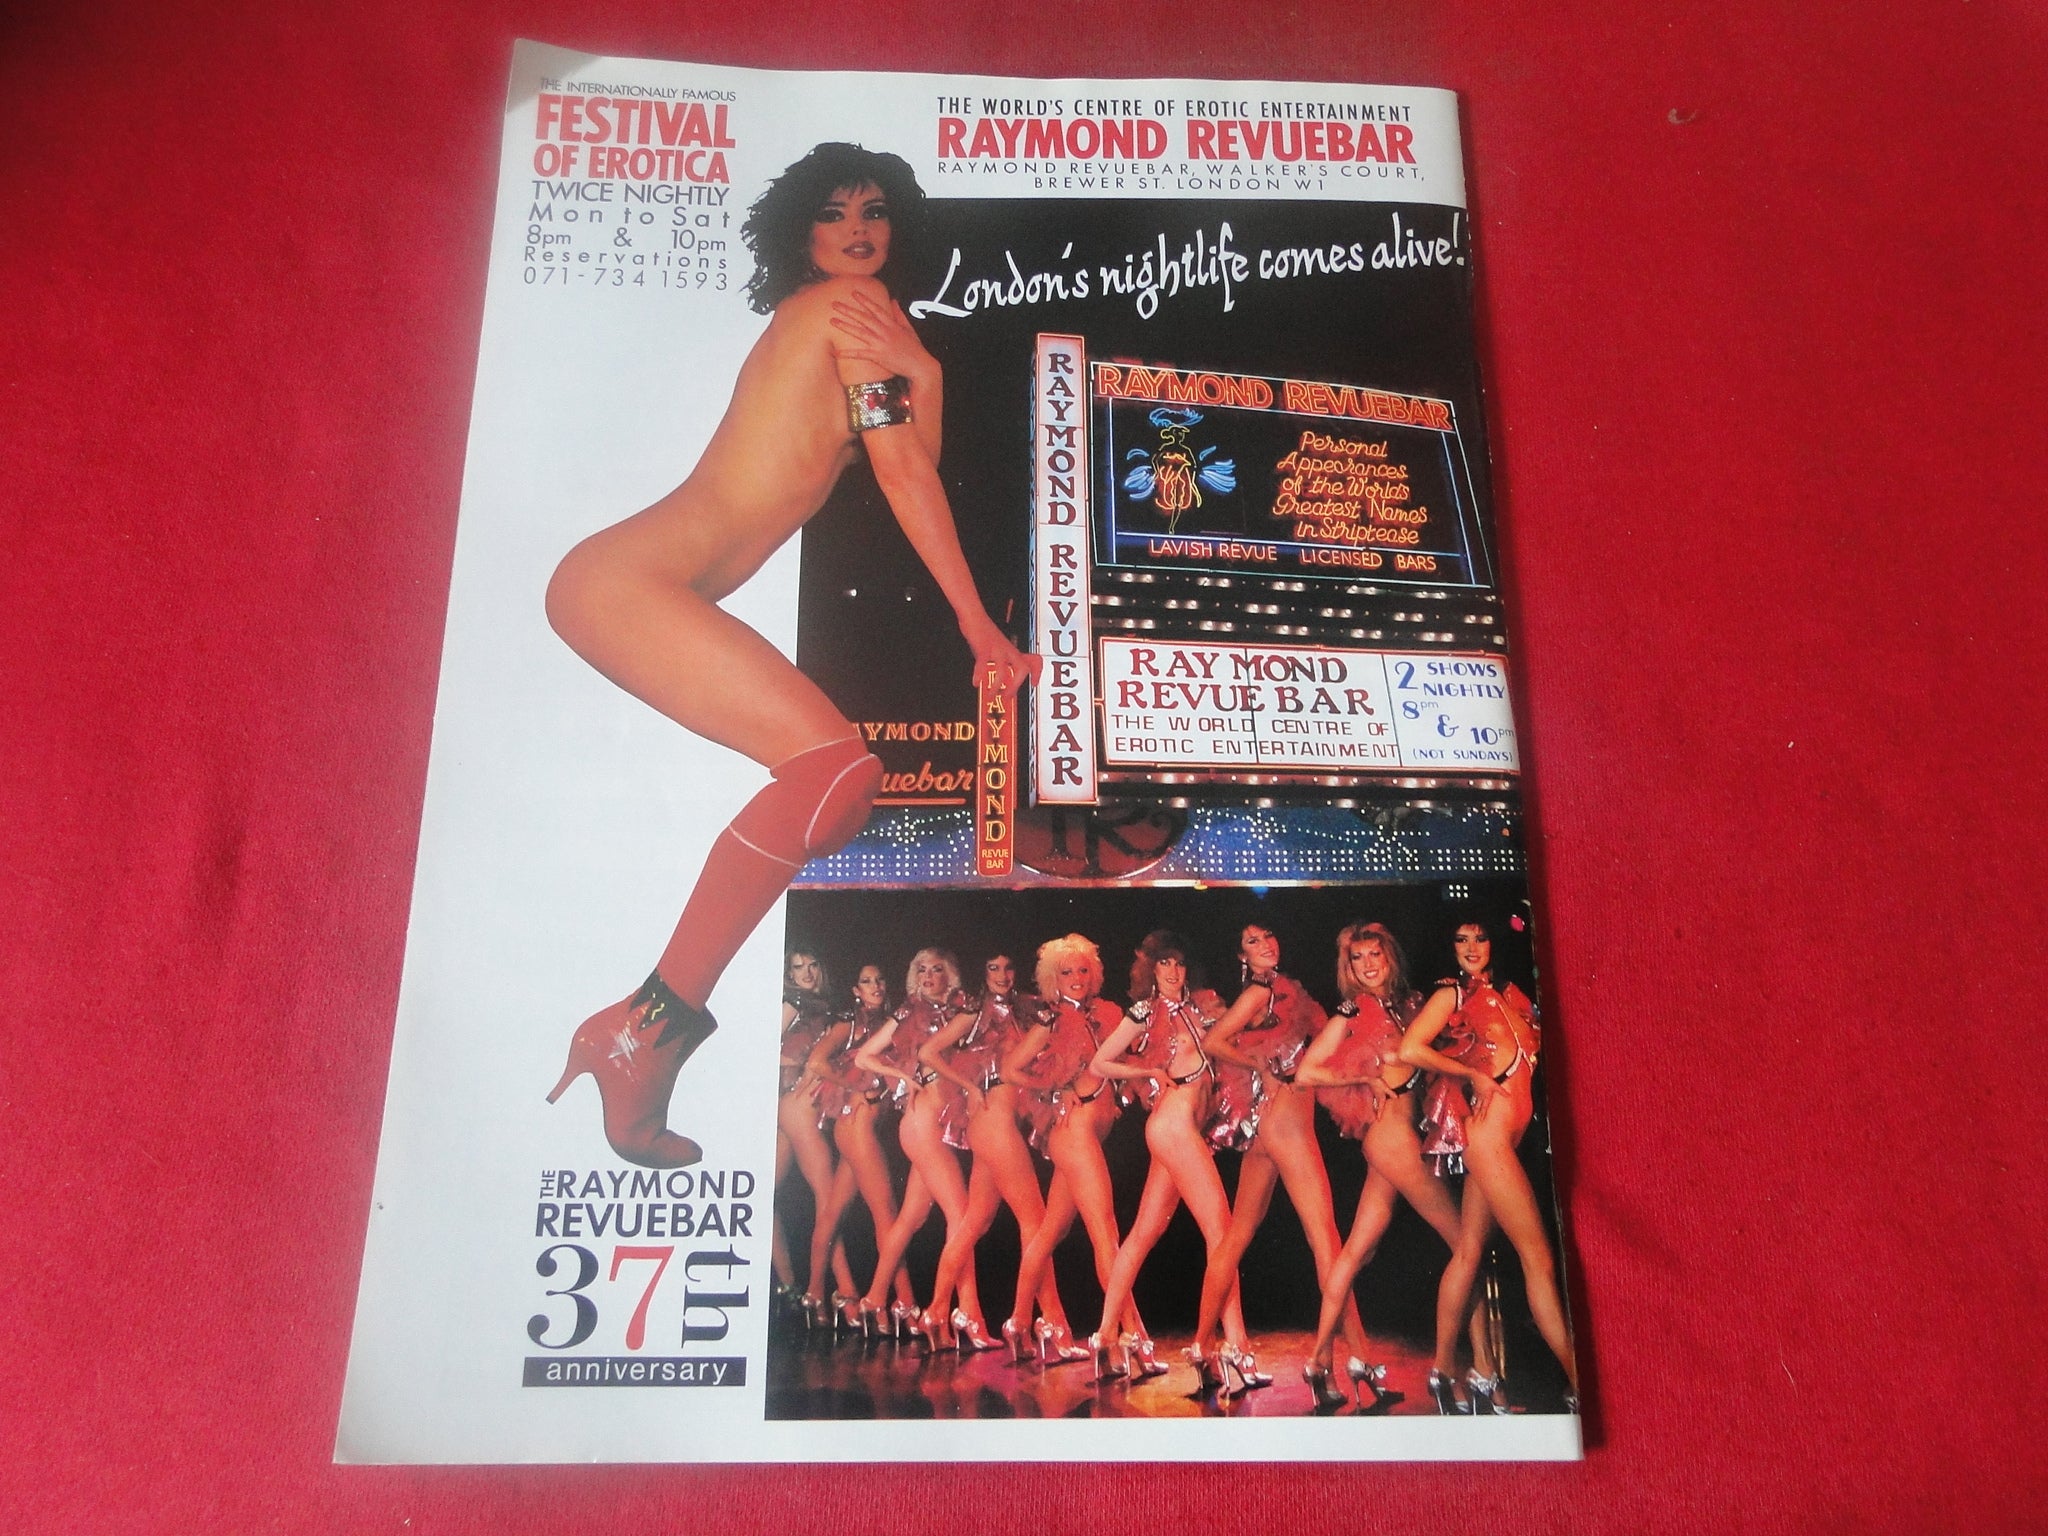 THE INTERNATIONALLY FAMOUS
FESTIVAL
OF EROTICA
TWICE NIGHTLY
Mon to Sat
8pm & 10pm
Reservations
071-734 1593
THE WORLD'S CENTRE OF EROTIC ENTERTAINMENT
RAYMOND REVUEBAR
RAYMOND REVUEBAR, WALKER'S COURT,
BREWER ST. LONDON W1
London's nightlife comes alive!
RAYMOND REVUEBAR
RAYMOND REVUEBAR
Personal
Appearances
of the World's
Greatest Names
in Striptease
LAVISH REVUE LICENSED BARS
RAYMOND
REVUEBAR
THE WORLD CENTRE OF
EROTIC ENTERTAINMENT
2 SHOWS
NIGHTLY
8pm
& 10pm
(NOT SUNDAYS)
AYMOND
uebar
RAYMOND
REVUE
BAR
THE RAYMOND
REVUEBAR
37th
anniversary